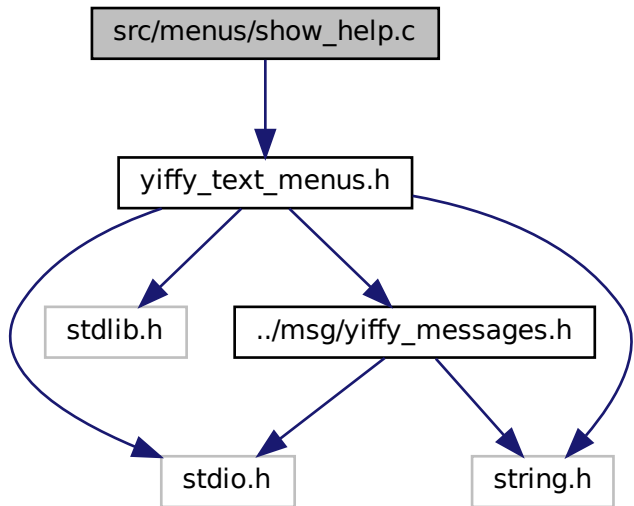 src/menus/show_help.c
yiffy_text_menus.h
stdlib.h
../msg/yiffy_messages.h
stdio.h
string.h